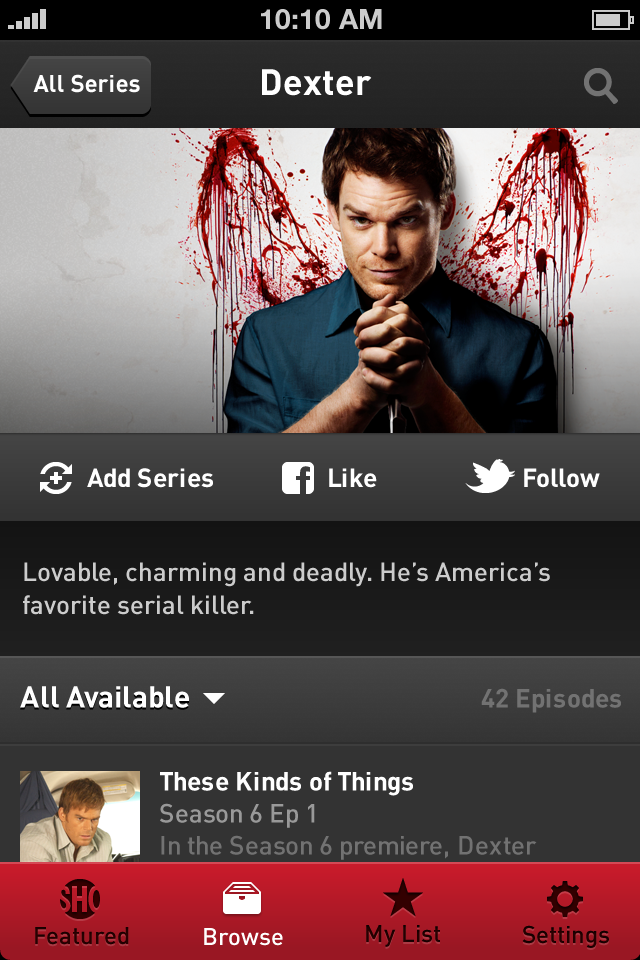 10:10 AM
All Series
Dexter
Add Series
Like
Follow
Lovable, charming and deadly. He’s America’s
favorite serial killer.
All Available
42 Episodes
These Kinds of Things
Season 6 Ep 1
In the Season 6 premiere, Dexter
SHO
Featured
Browse
My List
Settings